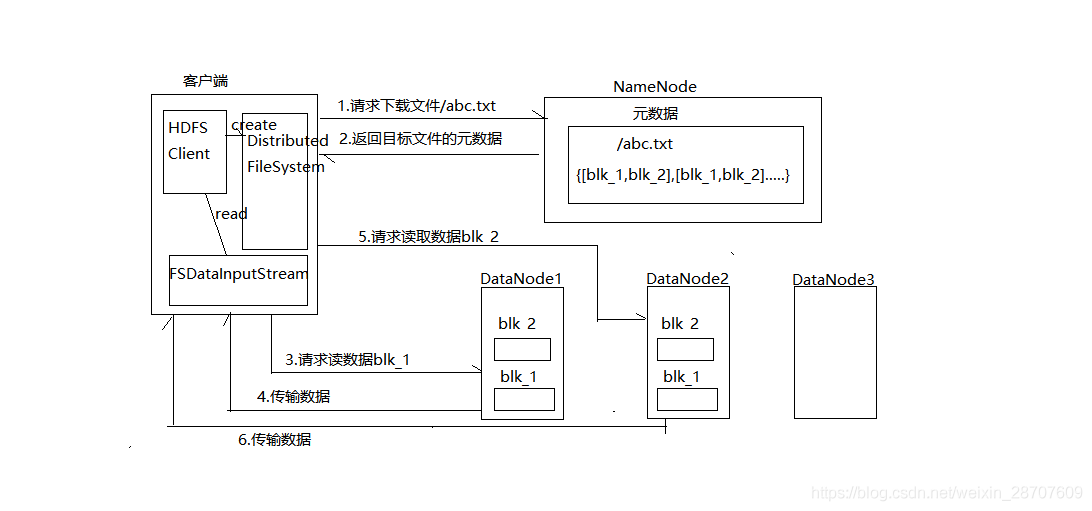 客户端
NameNode
1.请求下载文件/abc.txt
元数据
HDFS
Client
create
Distributed
FileSystem
2.返回目标文件的元数据
/abc.txt
{[blk_1,blk_2],[blk_1,blk_2].....}
read
5.请求读取数据blk_2
FSDataInputStream
DataNode1
DataNode2
DataNode3
blk_2
blk_2
3.请求读数据blk_1
blk_1
blk_1
4.传输数据
6.传输数据
https://blog.csdn.net/weixin_28707609